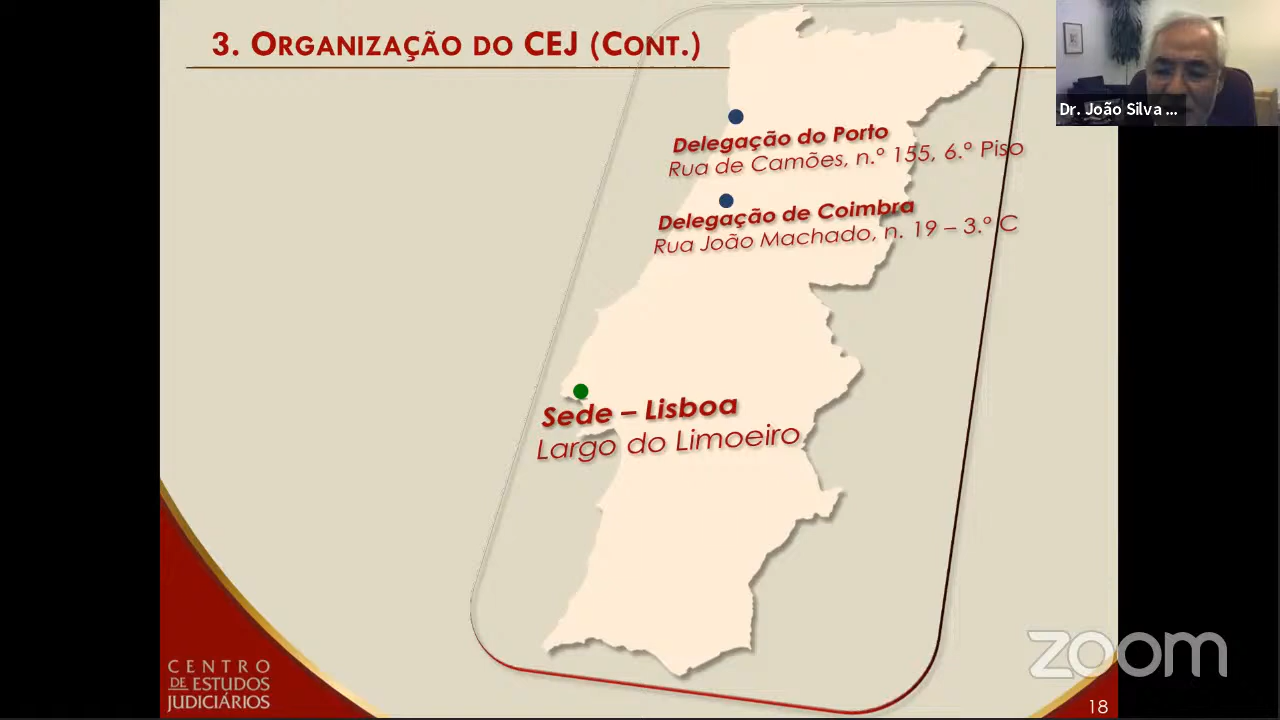 3. ORGANIZAÇÃO DO CEJ (CONT.)
Dr. João Silva ...
Delegação do Porto
Rua de Camões, n.º 155, 6.º Piso
Delegação de Coimbra
Rua João Machado, n. 19 – 3.º C
Sede – Lisboa
Largo do Limoeiro
CENTRO
DE ESTUDOS
JUDICIÁRIOS
zoom
18